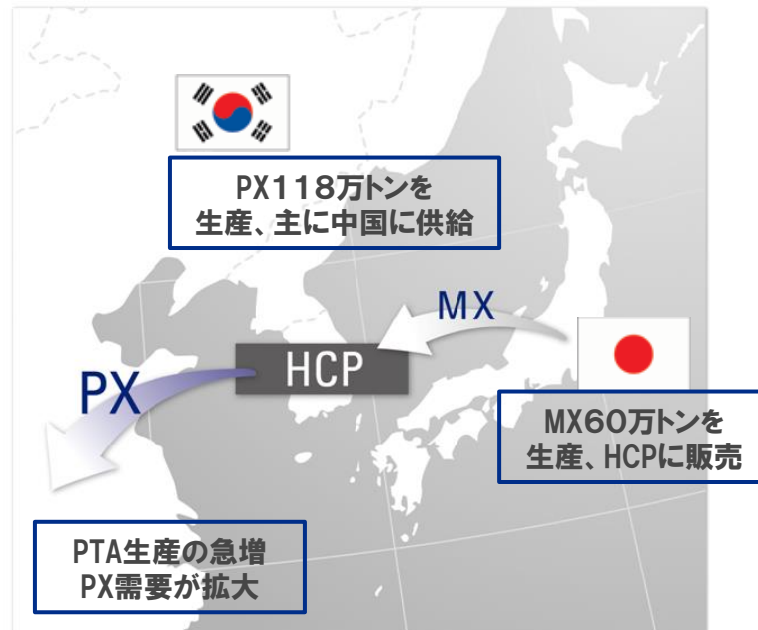 PX118万トンを
生産、主に中国に供給
MX
HCP
PX
MX60万トンを
生産、HCPに販売
PTA生産の急増
PX需要が拡大